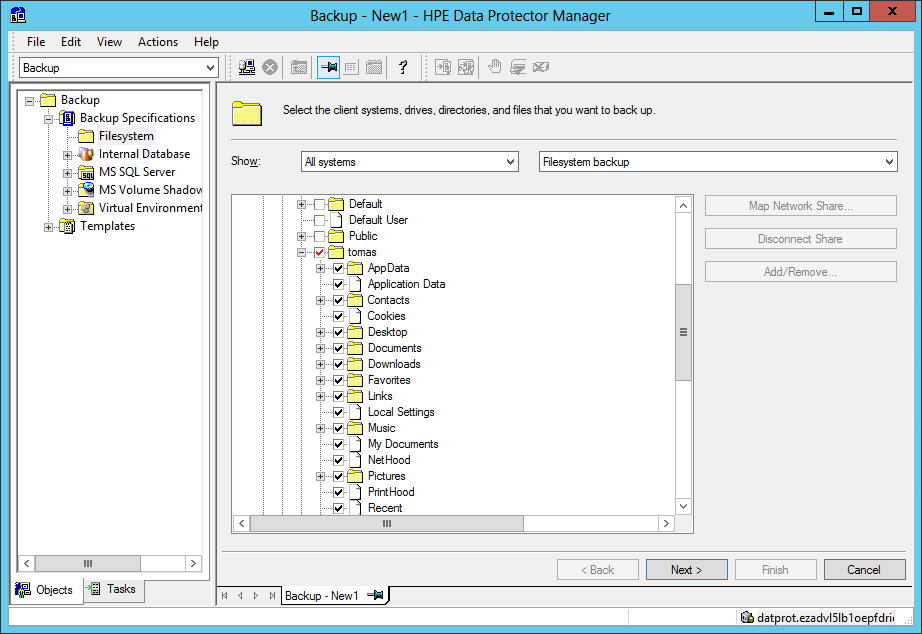 Backup - New1 - HPE Data Protector Manager
File Edit View Actions Help
Backup
?
Backup
Backup Specifications
Filesystem
Internal Database
MS SQL Server
MS Volume Shadow
Virtual Environment
Templates
Objects
Tasks
Select the client systems, drives, directories, and files that you want to back up.
Show:
All systems
Filesystem backup
Default
Default User
Public
tomas
AppData
Application Data
Contacts
Cookies
Desktop
Documents
Downloads
Favorites
Links
Local Settings
Music
My Documents
NetHood
Pictures
PrintHood
Recent
Map Network Share...
Disconnect Share
Add/Remove...
< Back
Next >
Finish
Cancel
Backup - New1